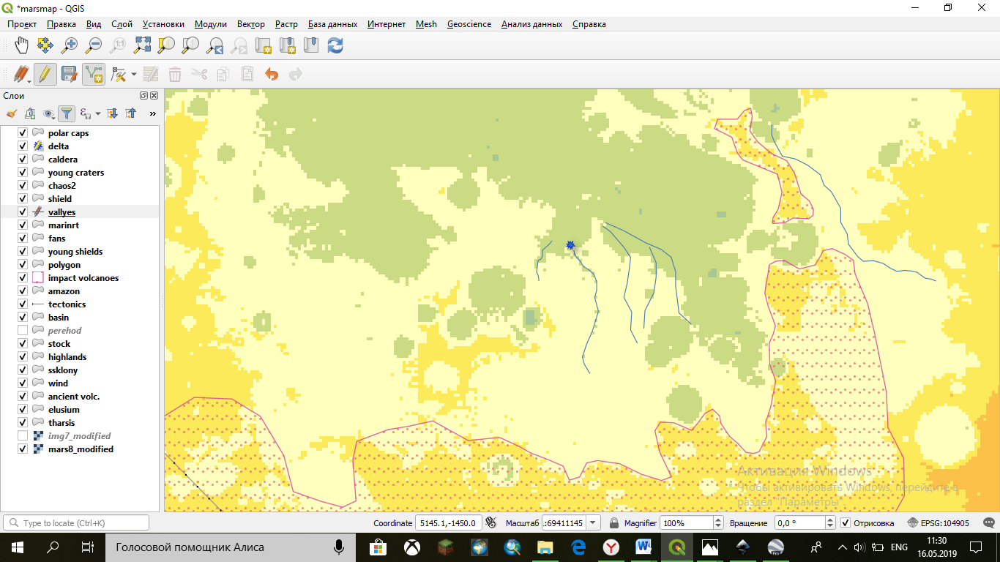 *marsmap - QGIS
Проект Правка Вид Слой Установки Модули Вектор Растр База данных Интернет Mesh Geoscience Анализ данных Справка
Слои
polar caps
delta
caldera
young craters
chaos2
shield
vallyes
marinrt
fans
young shields
polygon
impact volcanoes
amazon
tectonics
basin
perehod
stock
highlands
ssklony
wind
ancient volc.
elusium
tharsis
img7_modified
mars8_modified
Активация Windows
Чтобы активировать Windows, перейдите в
раздел "Параметры".
Type to locate (Ctrl+K) Coordinate 5145.1,-1450.0 Масштаб :69411145 Magnifier 100% Вращение 0,0 ° Отрисовка EPSG:104905
Голосовой помощник Алиса ENG 11:30
16.05.2019